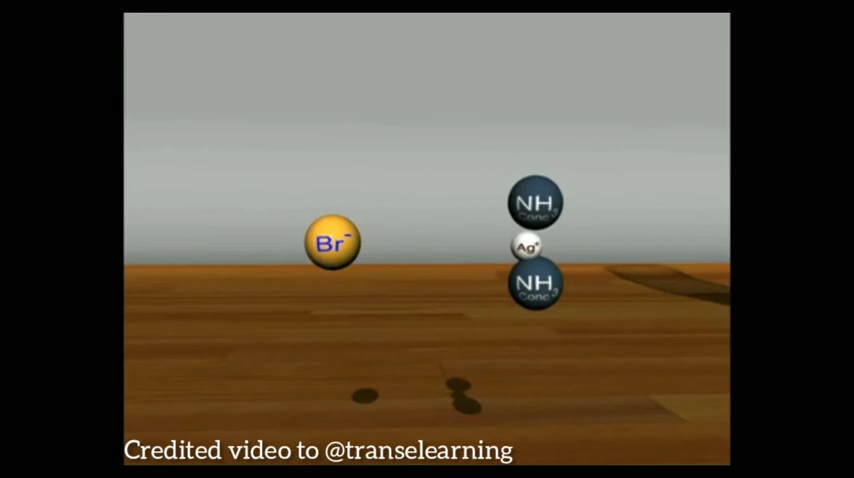 NH3
Conc
Br-
Ag+
NH3
Conc
Credited video to @transelearning